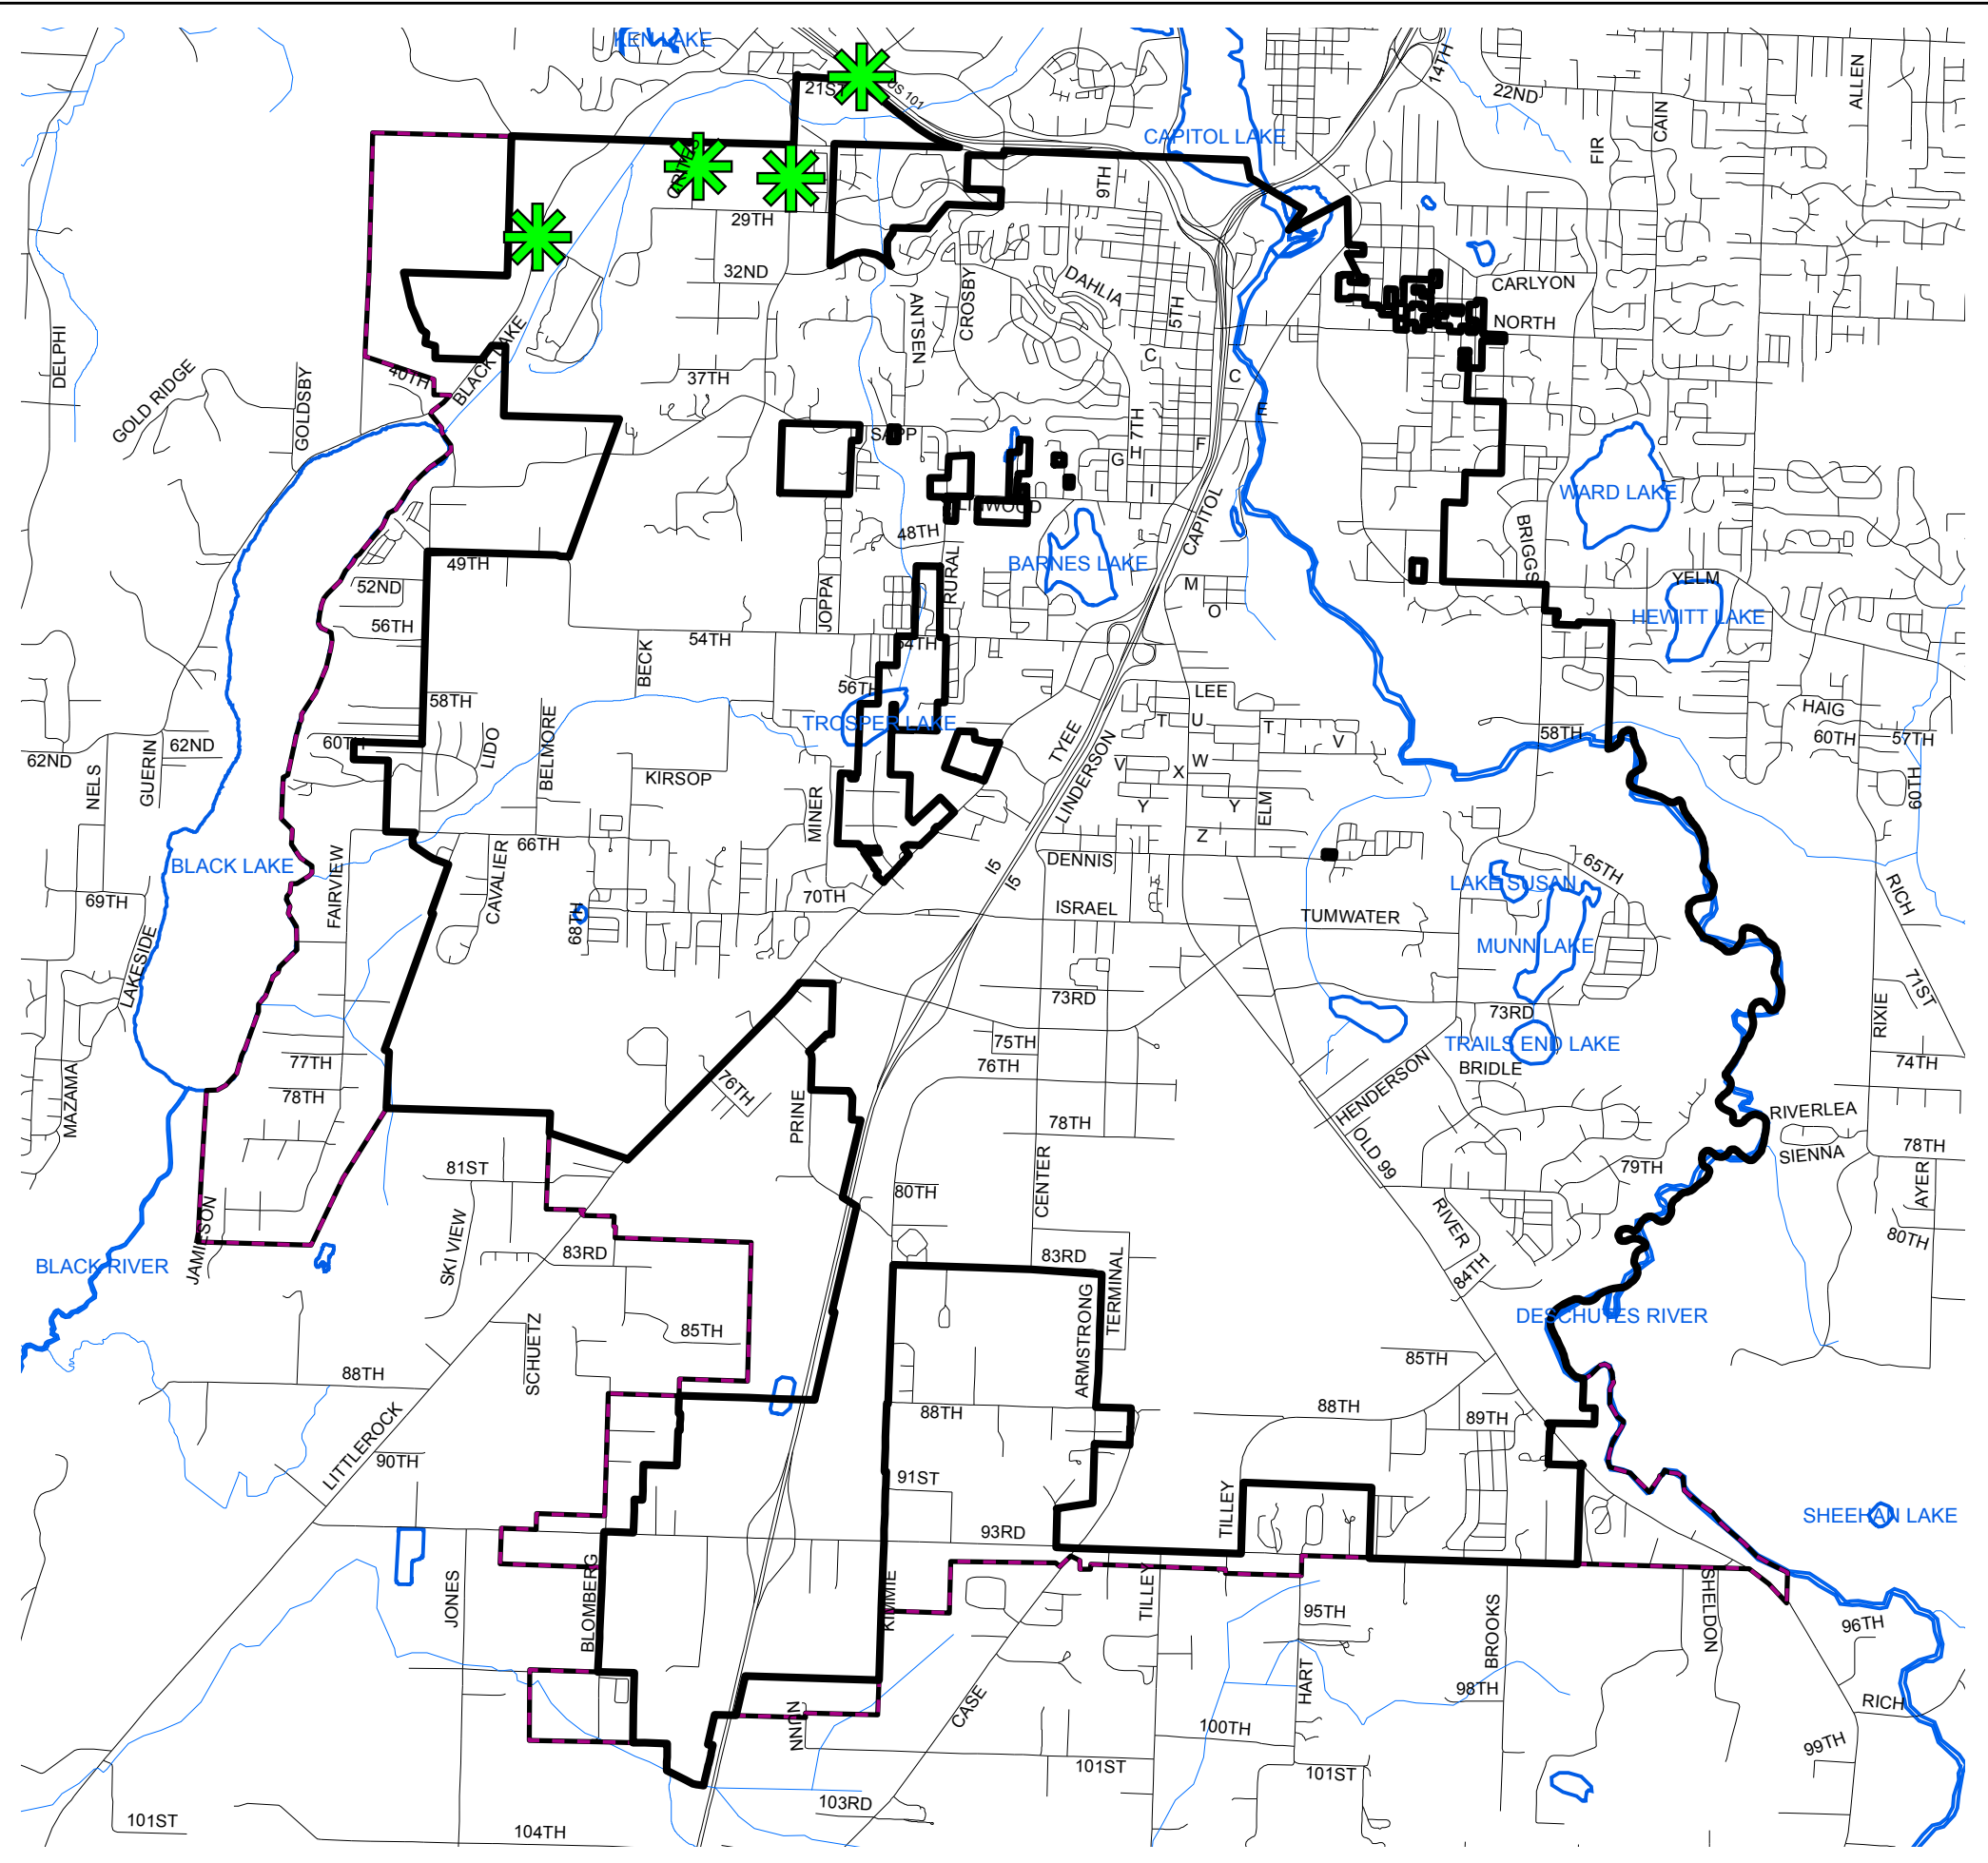 KEN LAKE
14TH
21ST
US 101
22ND
ALLEN
CAIN
FIR
CAPITOL LAKE
CRITES
9TH
29TH
32ND
DAHLIA
CARLYON
CROSBY
ANTSEN
5TH
NORTH
DELPHI
BLACK LAKE
C
GOLD RIDGE
GOLDSBY
40TH
37TH
C
E
7TH
SAPP
H
F
G
I
WARD LAKE
LINWOOD
CAPITOL
48TH
BRIGGS
49TH
BARNES LAKE
RURAL
YELM
52ND
JOPPA
M
O
HEWITT LAKE
56TH
54TH
54TH
BECK
56TH
LEE
58TH
TROSPER LAKE
T
U
T
HAIG
BELMORE
LIDO
TYEE
V
58TH
60TH
57TH
60TH
62ND
62ND
GUERIN
NELS
KIRSOP
LINDERSON
V
W
X
60TH
MINER
Y
Y
ELM
Z
66TH
DENNIS
I5
I5
BLACK LAKE
FAIRVIEW
CAVALIER
70TH
65TH
LAKE SUSAN
69TH
68TH
ISRAEL
TUMWATER
RICH
LAKESIDE
MUNN LAKE
71ST
73RD
73RD
RIXIE
75TH
TRAILS END LAKE
77TH
76TH
76TH
BRIDLE
74TH
MAZAMA
78TH
PRINE
HENDERSON
78TH
RIVERLEA
OLD 99
SIENNA
78TH
81ST
79TH
80TH
CENTER
AYER
JAMIESON
SKI VIEW
RIVER
80TH
BLACK RIVER
83RD
83RD
84TH
TERMINAL
ARMSTRONG
DESCHUTES RIVER
85TH
SCHUETZ
85TH
88TH
88TH
88TH
89TH
LITTLEROCK
90TH
91ST
TILLEY
SHEEHAN LAKE
93RD
BLOMBERG
KIMMIE
JONES
TILLEY
95TH
BROOKS
SHELDON
96TH
HART
98TH
RICH
CASE
NUNN
100TH
99TH
101ST
101ST
103RD
101ST
104TH